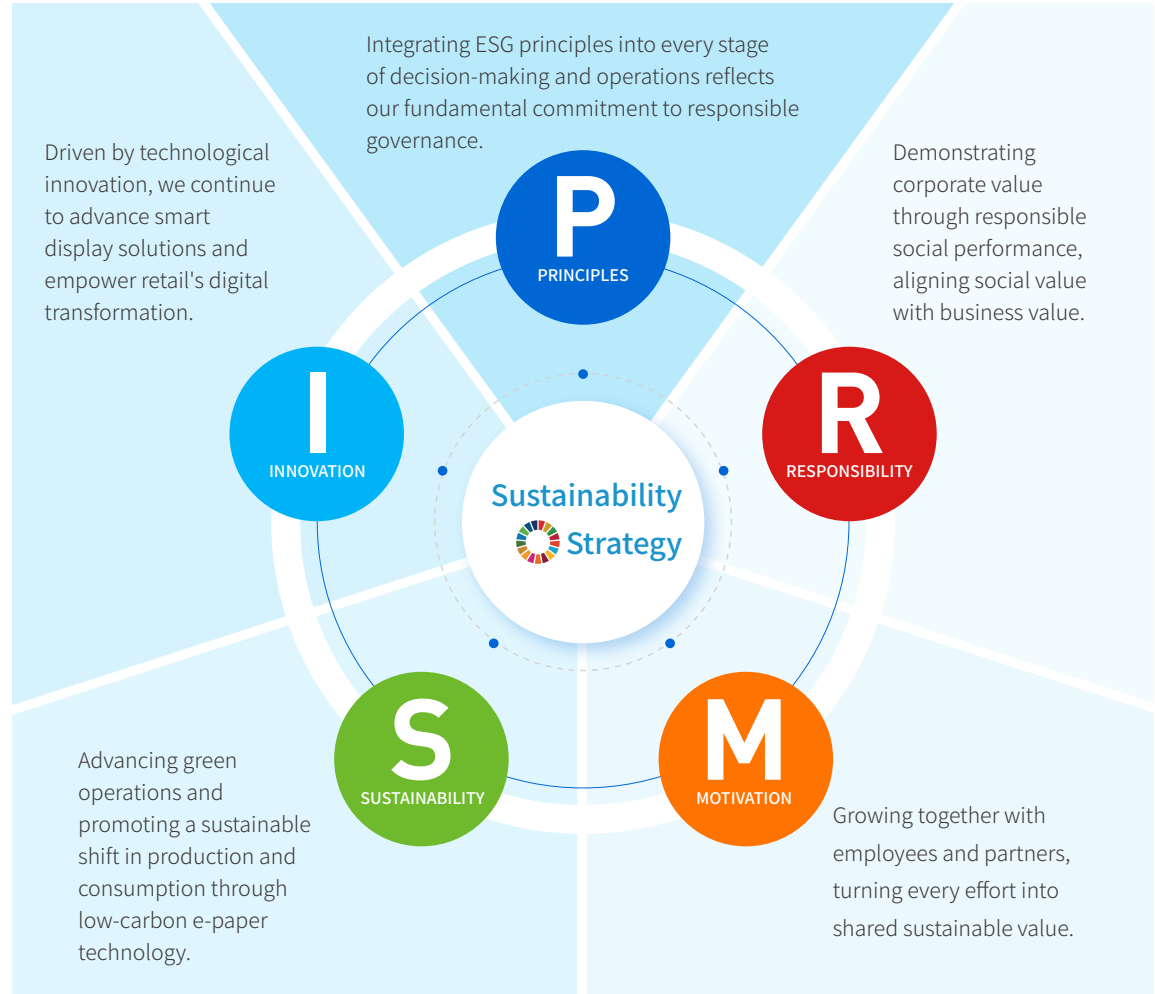 Integrating ESG principles into every stage
of decision-making and operations reflects
our fundamental commitment to responsible
governance.
P
PRINCIPLES
Driven by technological
innovation, we continue
to advance smart
display solutions and
empower retail's digital
transformation.
I
INNOVATION
Demonstrating
corporate value
through responsible
social performance,
aligning social value
with business value.
R
RESPONSIBILITY
Sustainability
Strategy
S
SUSTAINABILITY
Advancing green
operations and
promoting a sustainable
shift in production and
consumption through
low-carbon e-paper
technology.
M
MOTIVATION
Growing together with
employees and partners,
turning every effort into
shared sustainable value.